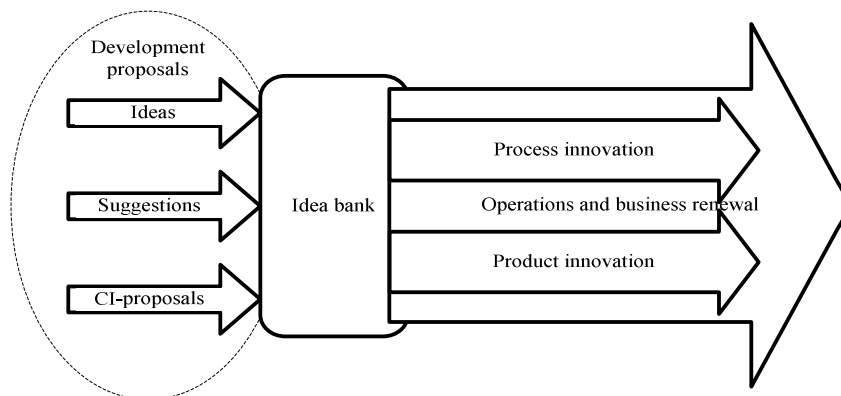 Development
proposals
Ideas
Suggestions
CI-proposals
Idea bank
Process innovation
Operations and business renewal
Product innovation